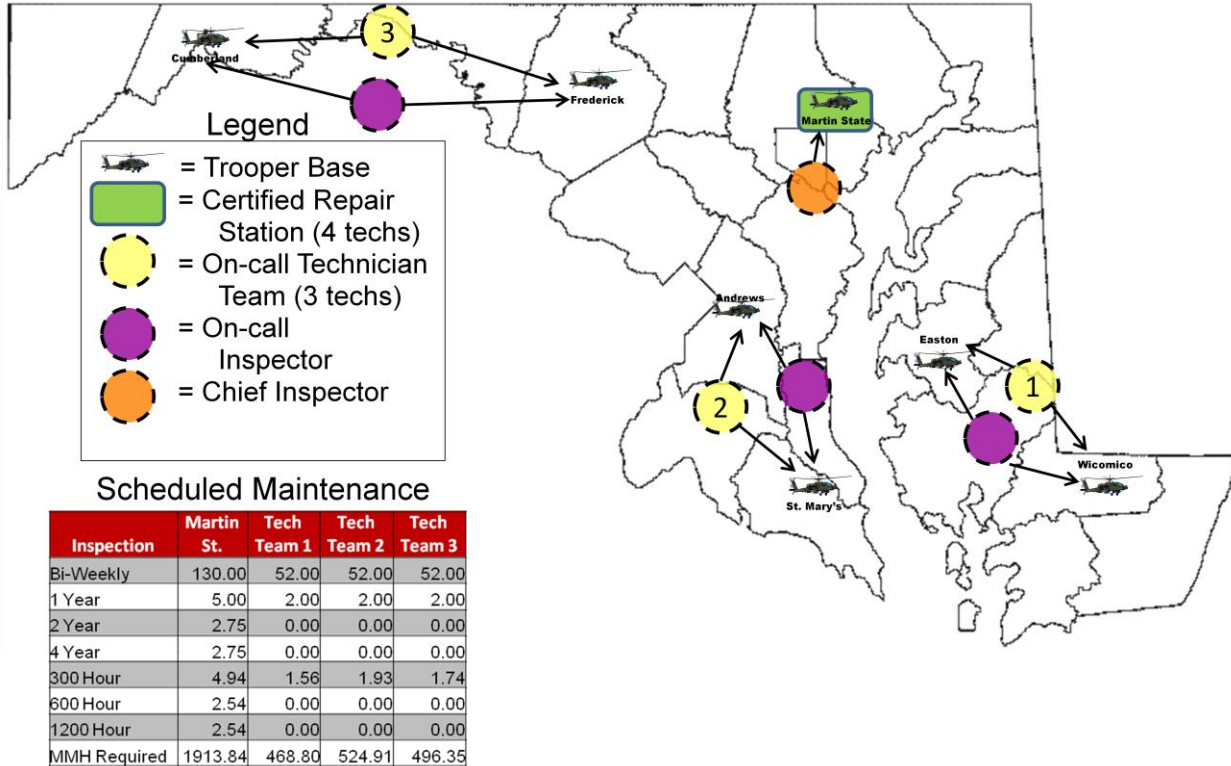 3
Cumberland
Frederick
Martin State
Legend
= Trooper Base
= Certified Repair
Station (4 techs)
= On-call Technician
Team (3 techs)
= On-call
Inspector
= Chief Inspector
Andrews
2
St. Mary's
Easton
1
Wicomico
Scheduled Maintenance
Inspection Martin St. Tech Team 1 Tech Team 2 Tech Team 3
Bi-Weekly 130.00 52.00 52.00 52.00
1 Year 5.00 2.00 2.00 2.00
2 Year 2.75 0.00 0.00 0.00
4 Year 2.75 0.00 0.00 0.00
300 Hour 4.94 1.56 1.93 1.74
600 Hour 2.54 0.00 0.00 0.00
1200 Hour 2.54 0.00 0.00 0.00
MMH Required 1913.84 468.80 524.91 496.35